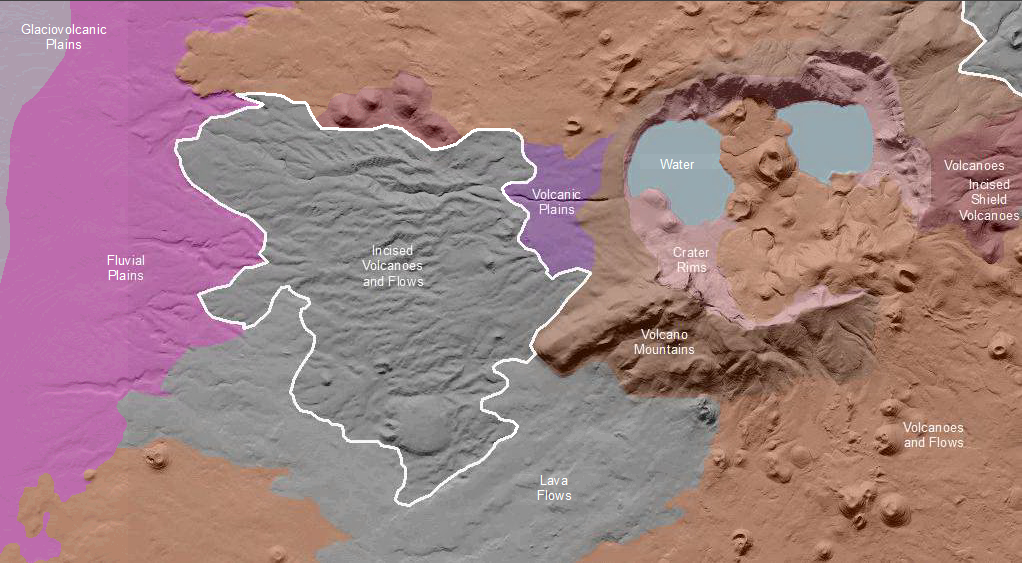 Glaciovolcanic
Plains
Water
Volcanoes
Incised
Shield
Volcanoes
Volcanic
Plains
Fluvial
Plains
Incised
Volcanoes
and Flows
Crater
Rims
Volcano
Mountains
Volcanoes
and Flows
Lava
Flows